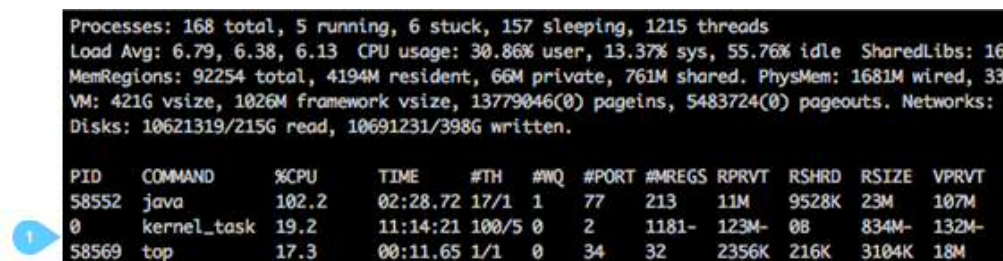 Processes: 168 total, 5 running, 6 stuck, 157 sleeping, 1215 threads
Load Avg: 6.79, 6.38, 6.13 CPU usage: 30.86% user, 13.37% sys, 55.76% idle SharedLibs: 16
MemRegions: 92254 total, 4194M resident, 66M private, 761M shared. PhysMem: 1681M wired, 33
VM: 421G vsize, 1026M framework vsize, 13779046(0) pageins, 5483724(0) pageouts. Networks:
Disks: 10621319/215G read, 10691231/398G written.
PID COMMAND %CPU TIME #TH #WQ #PORT #MREGS RPRVT RSHRD RSIZE VPRVT
58552 java 102.2 02:28.72 17/1 1 77 213 11M 9528K 23M 107M
0 kernel_task 19.2 11:14:21 100/5 0 2 1181- 123M- 0B 834M- 132M-
1
58569 top 17.3 00:11.65 1/1 0 34 32 2356K 216K 3104K 18M